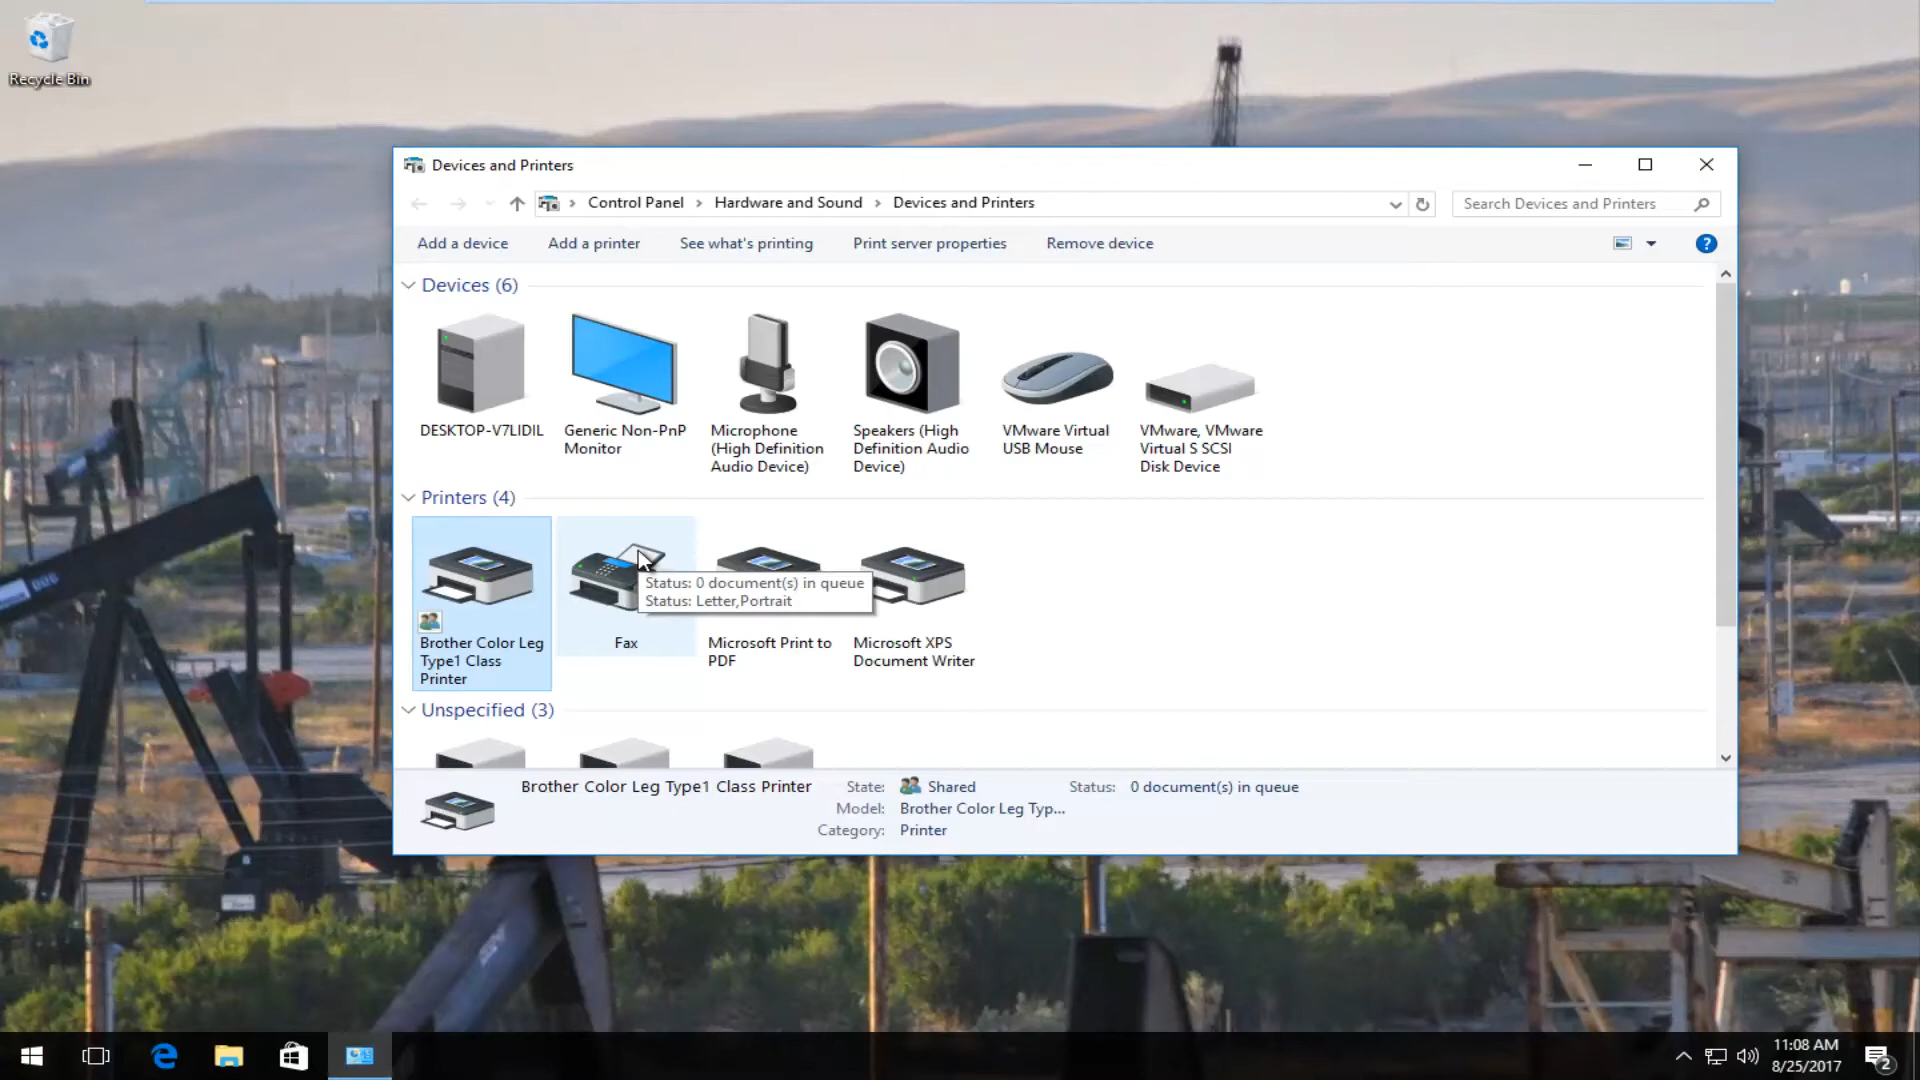 Recycle Bin
Devices and Printers
Control Panel > Hardware and Sound > Devices and Printers
Search Devices and Printers
Add a device
Add a printer
See what's printing
Print server properties
Remove device
?
Devices (6)
DESKTOP-V7LIDIL
Generic Non-PnP
Monitor
Microphone
(High Definition
Audio Device)
Speakers (High
Definition Audio
Device)
VMware Virtual
USB Mouse
VMware, VMware
Virtual S SCSI
Disk Device
Printers (4)
Status: 0 document(s) in queue
Status: Letter,Portrait
Brother Color Leg
Type1 Class
Printer
Fax
Microsoft Print to
PDF
Microsoft XPS
Document Writer
Unspecified (3)
Brother Color Leg Type1 Class Printer
State: Shared
Model: Brother Color Leg Typ...
Category: Printer
Status: 0 document(s) in queue
11:08 AM
8/25/2017
2